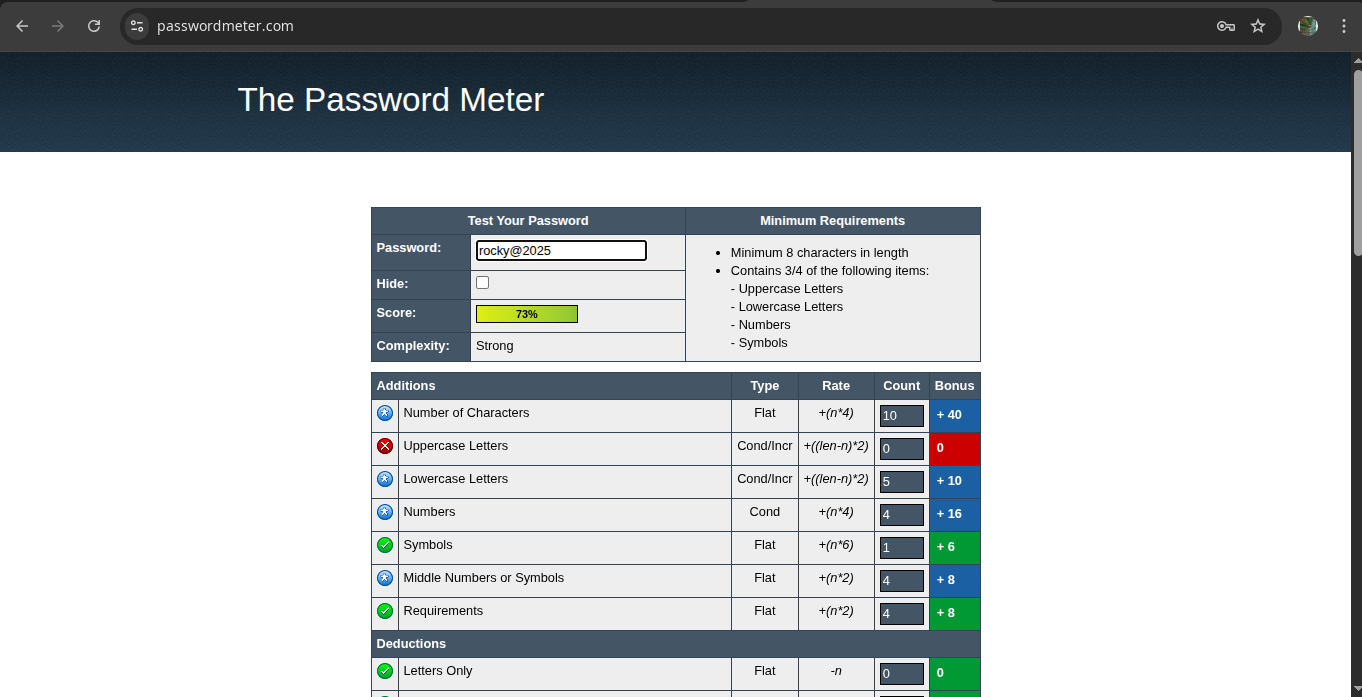 passwordmeter.com
The Password Meter
Test Your Password Minimum Requirements
Password: rocky@2025
Hide:
Score: 73%
Complexity: Strong
• Minimum 8 characters in length
• Contains 3/4 of the following items:
- Uppercase Letters
- Lowercase Letters
- Numbers
- Symbols
Additions Type Rate Count Bonus
Number of Characters Flat +(n*4) 10 + 40
Uppercase Letters Cond/Incr +((len-n)*2) 0 0
Lowercase Letters Cond/Incr +((len-n)*2) 5 + 10
Numbers Cond +(n*4) 4 + 16
Symbols Flat +(n*6) 1 + 6
Middle Numbers or Symbols Flat +(n*2) 4 + 8
Requirements Flat +(n*2) 4 + 8
Deductions
Letters Only Flat -n 0 0